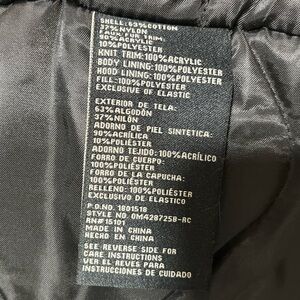 SHELL: 63%COTTON
37%NYLON
FAUX FUR TRIM:
90%ACRYLIC
10%POLYESTER
KNIT TRIM:100%ACRYLIC
BODY LINING:100%POLYESTER
HOOD LINING:100%POLYESTER
FILL:100%POLYESTER
EXCLUSIVE OF ELASTIC
EXTERIOR DE TELA:
63%ALGODÓN
37%NILÓN
ADORNO DE PIEL SINTÉTICA:
90%ACRÍLICA
10%POLIÉSTER
ADORNO TEJIDO:100%ACRÍLICO
FORRO DE CUERPO:
100%POLIÉSTER
FORRO DE LA CAPUCHA:
100%POLIÉSTER
RELLENO: 100%POLIÉSTER
EXCLUSIVO DE ELASTICO
P.O.NO. 1801518
STYLE NO. OM4287258-RC
RN#15101
MADE IN CHINA
HECHO EN CHINA
SEE REVERSE SIDE FOR
CARE INSTRUCTIONS
VER EL REVES PARA
INSTRUCCIONES DE CUIDADO